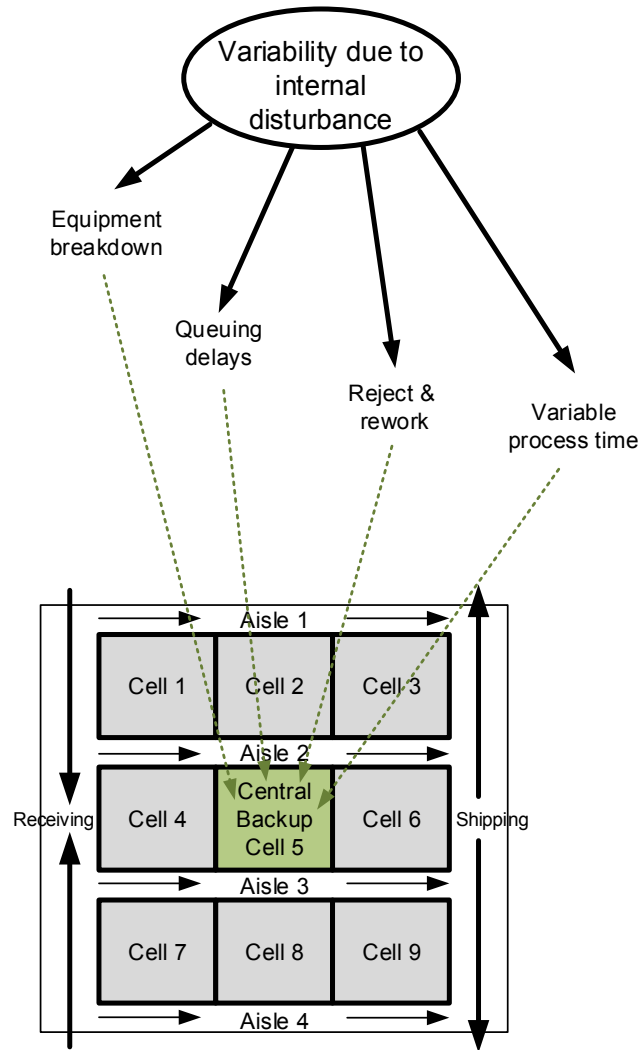 Variability due to
internal
disturbance
Equipment
breakdown
Queuing
delays
Reject &
rework
Variable
process time
Aisle 1
Cell 1
Cell 2
Cell 3
Aisle 2
Receiving
Cell 4
Central
Backup
Cell 5
Cell 6
Shipping
Aisle 3
Cell 7
Cell 8
Cell 9
Aisle 4